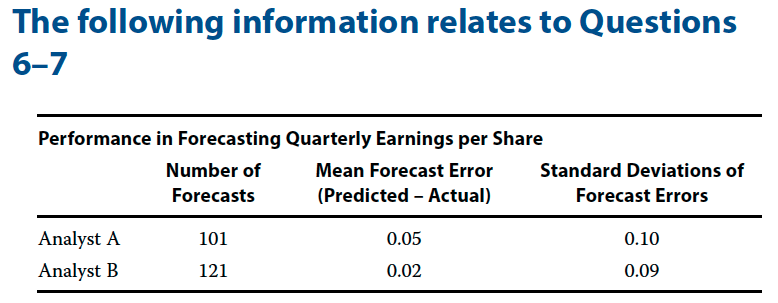 The following information relates to Questions
6–7
Performance in Forecasting Quarterly Earnings per Share
Number of Mean Forecast Error Standard Deviations of
Forecasts (Predicted – Actual) Forecast Errors
Analyst A 101 0.05 0.10
Analyst B 121 0.02 0.09